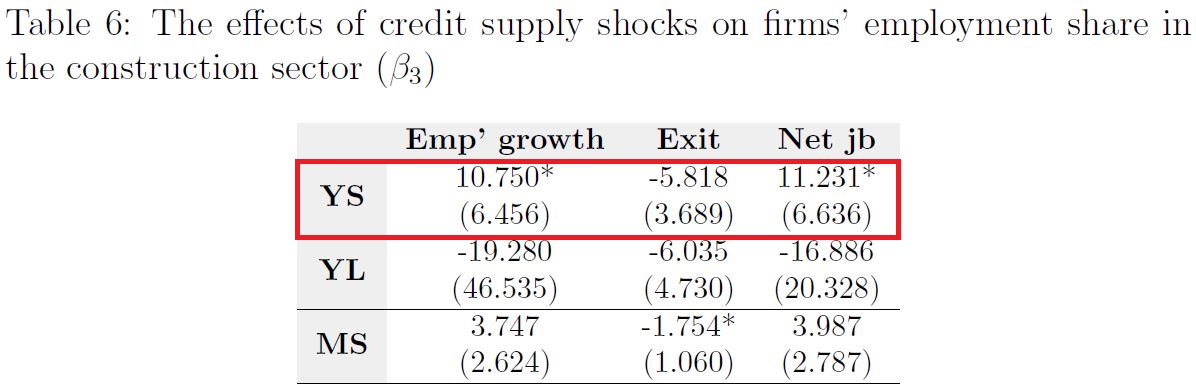 Table 6: The effects of credit supply shocks on firms' employment share in
the construction sector (β₃)
Emp' growth Exit Net jb
YS 10.750* -5.818 11.231*
(6.456) (3.689) (6.636)
YL -19.280 -6.035 -16.886
(46.535) (4.730) (20.328)
MS 3.747 -1.754* 3.987
(2.624) (1.060) (2.787)